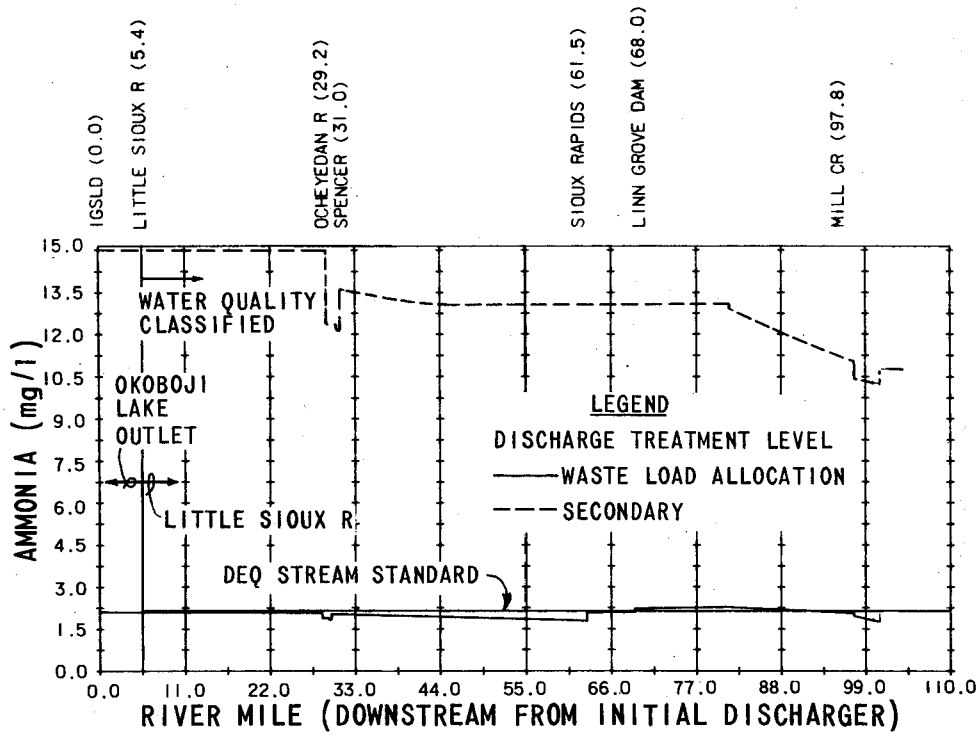 IGSLD (0.0)
LITTLE SIOUX R (5.4)
OCHEYEDAN R (29.2)
SPENCER (31.0)
SIOUX RAPIDS (61.5)
LINN GROVE DAM (68.0)
MILL CR (97.8)
AMMONIA (mg/l)
15.0
13.5
12.0
10.5
9.0
7.5
6.0
4.5
3.0
1.5
0.0
WATER QUALITY
CLASSIFIED
OKOBOJI
LAKE
OUTLET
LITTLE SIOUX R.
LEGEND
DISCHARGE TREATMENT LEVEL
WASTE LOAD ALLOCATION
SECONDARY
DEQ STREAM STANDARD
0.0 11.0 22.0 33.0 44.0 55.0 66.0 77.0 88.0 99.0 110.0
RIVER MILE (DOWNSTREAM FROM INITIAL DISCHARGER)